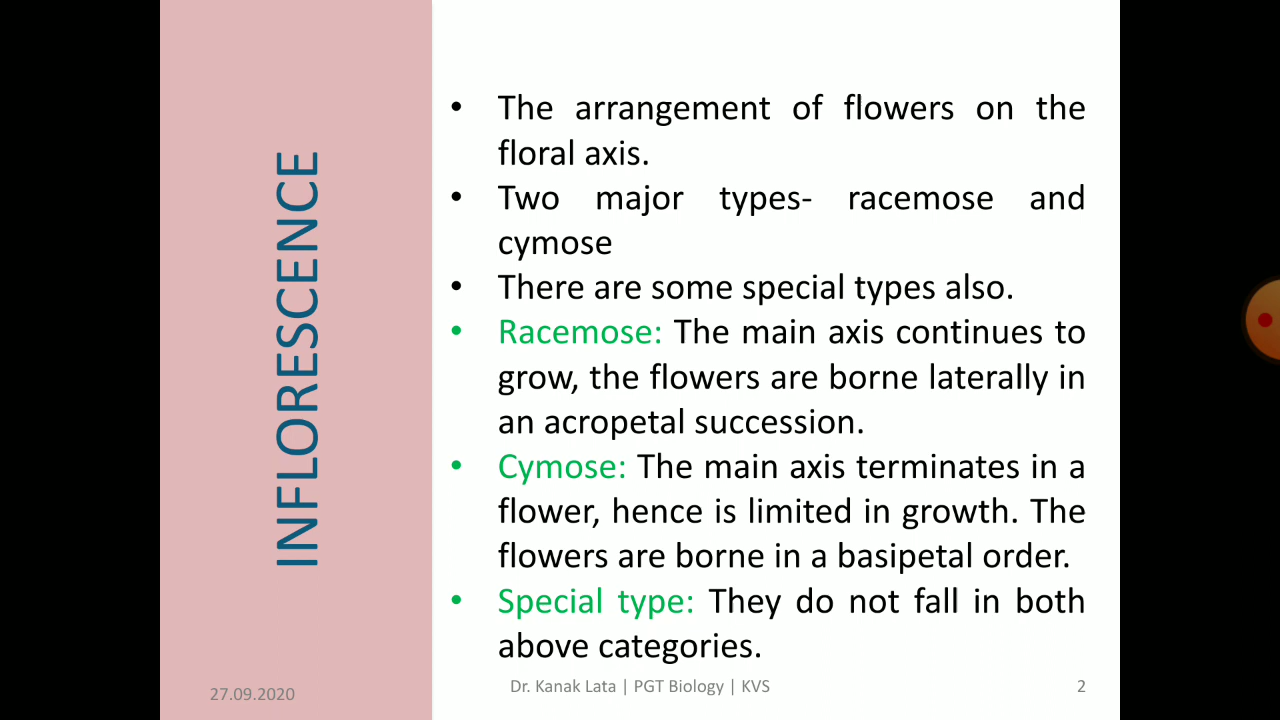 INFLORESCENCE
• The arrangement of flowers on the
floral axis.
• Two major types- racemose and
cymose
• There are some special types also.
• Racemose: The main axis continues to
grow, the flowers are borne laterally in
an acropetal succession.
• Cymose: The main axis terminates in a
flower, hence is limited in growth. The
flowers are borne in a basipetal order.
• Special type: They do not fall in both
above categories.
27.09.2020
Dr. Kanak Lata | PGT Biology | KVS
2